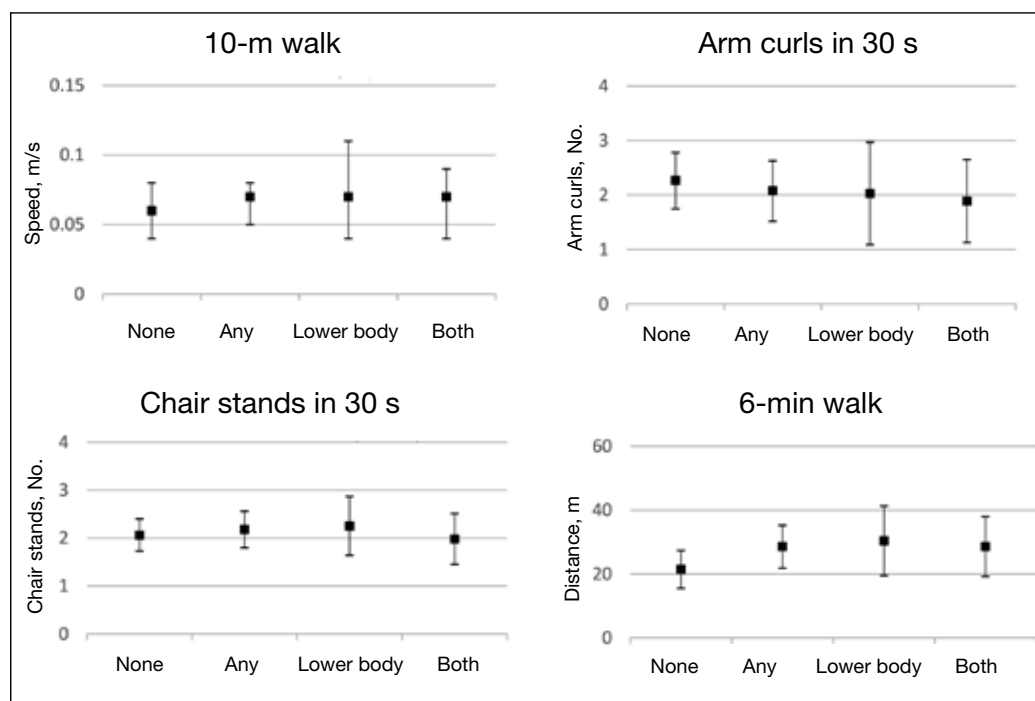 10-m walk
Speed, m/s
0.15
0.1
0.05
0
None Any Lower body Both
Arm curls in 30 s
Arm curls, No.
4
3
2
1
0
None Any Lower body Both
Chair stands in 30 s
Chair stands, No.
4
3
2
1
0
None Any Lower body Both
6-min walk
Distance, m
60
40
20
0
None Any Lower body Both